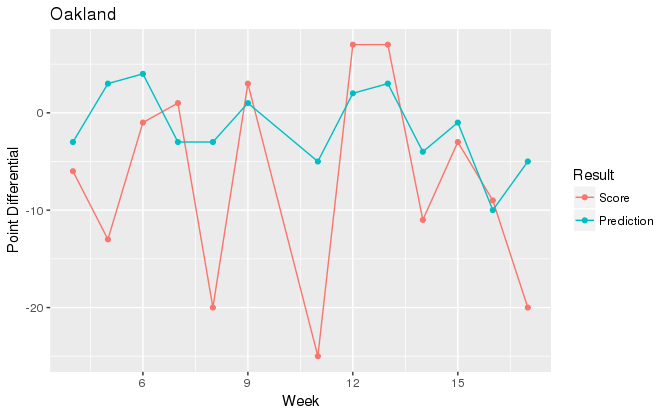 Oakland
Point Differential
0
-10
-20
6
9
12
15
Week
Result
Score
Prediction